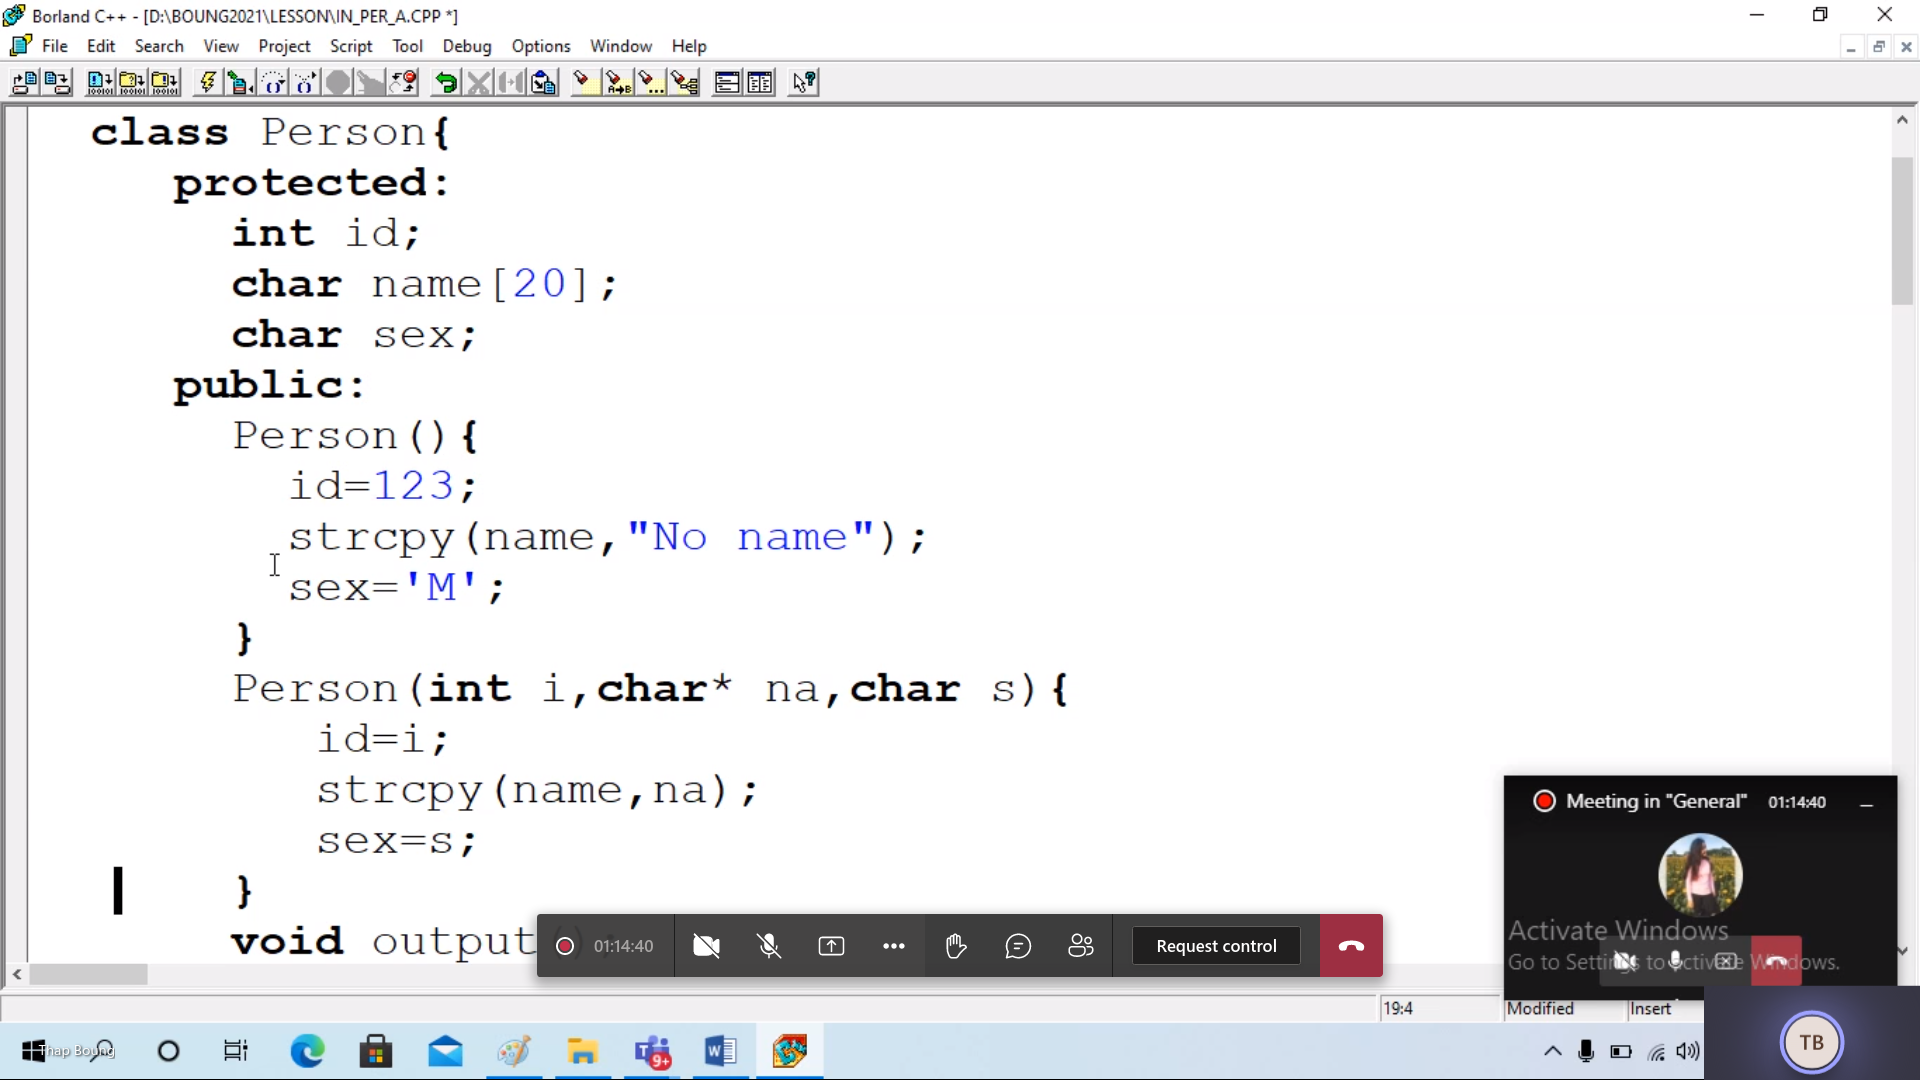 Borland C++ - [D:\BOUNG2021\LESSON\IN_PER_A.CPP *]
File Edit Search View Project Script Tool Debug Options Window Help
class Person{
protected:
int id;
char name[20];
char sex;
public:
Person(){
id=123;
strcpy(name,"No name");
sex='M';
}
Person(int i,char* na,char s){
id=i;
strcpy(name,na);
sex=s;
}
void output
01:14:40
Request control
Meeting in "General" 01:14:40
Activate Windows
Go to Settings to activate Windows.
19:4 Modified Insert
Thap Boung
9+
TB